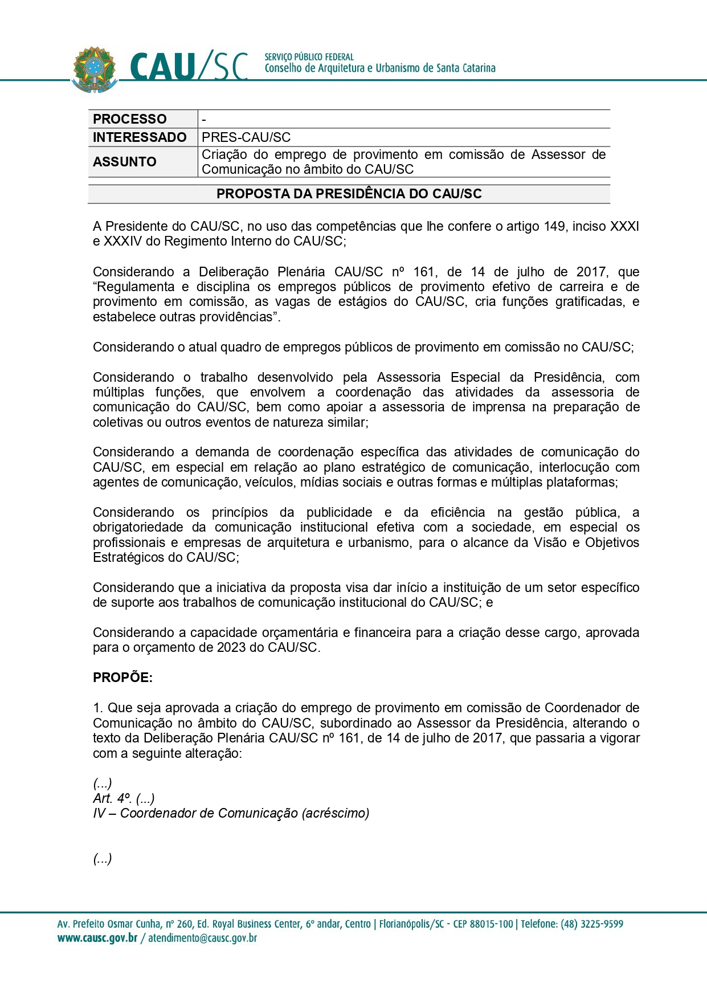 CAU/SC
SERVIÇO PÚBLICO FEDERAL
Conselho de Arquitetura e Urbanismo de Santa Catarina
PROCESSO -
INTERESSADO PRES-CAU/SC
ASSUNTO Criação do emprego de provimento em comissão de Assessor de
Comunicação no âmbito do CAU/SC
PROPOSTA DA PRESIDÊNCIA DO CAU/SC
A Presidente do CAU/SC, no uso das competências que lhe confere o artigo 149, inciso XXXI
e XXXIV do Regimento Interno do CAU/SC;
Considerando a Deliberação Plenária CAU/SC nº 161, de 14 de julho de 2017, que
“Regulamenta e disciplina os empregos públicos de provimento efetivo de carreira e de
provimento em comissão, as vagas de estágios do CAU/SC, cria funções gratificadas, e
estabelece outras providências”.
Considerando o atual quadro de empregos públicos de provimento em comissão no CAU/SC;
Considerando o trabalho desenvolvido pela Assessoria Especial da Presidência, com
múltiplas funções, que envolvem a coordenação das atividades da assessoria de
comunicação do CAU/SC, bem como apoiar a assessoria de imprensa na preparação de
coletivas ou outros eventos de natureza similar;
Considerando a demanda de coordenação específica das atividades de comunicação do
CAU/SC, em especial em relação ao plano estratégico de comunicação, interlocução com
agentes de comunicação, veículos, mídias sociais e outras formas e múltiplas plataformas;
Considerando os princípios da publicidade e da eficiência na gestão pública, a
obrigatoriedade da comunicação institucional efetiva com a sociedade, em especial os
profissionais e empresas de arquitetura e urbanismo, para o alcance da Visão e Objetivos
Estratégicos do CAU/SC;
Considerando que a iniciativa da proposta visa dar início a instituição de um setor específico
de suporte aos trabalhos de comunicação institucional do CAU/SC; e
Considerando a capacidade orçamentária e financeira para a criação desse cargo, aprovada
para o orçamento de 2023 do CAU/SC.
PROPÕE:
1. Que seja aprovada a criação do emprego de provimento em comissão de Coordenador de
Comunicação no âmbito do CAU/SC, subordinado ao Assessor da Presidência, alterando o
texto da Deliberação Plenária CAU/SC nº 161, de 14 de julho de 2017, que passaria a vigorar
com a seguinte alteração:
(...)
Art. 4º. (...)
IV – Coordenador de Comunicação (acréscimo)
(...)
Av. Prefeito Osmar Cunha, nº 260, Ed. Royal Business Center, 6º andar, Centro | Florianópolis/SC - CEP 88015-100 | Telefone: (48) 3225-9599
www.causc.gov.br / atendimento@causc.gov.br